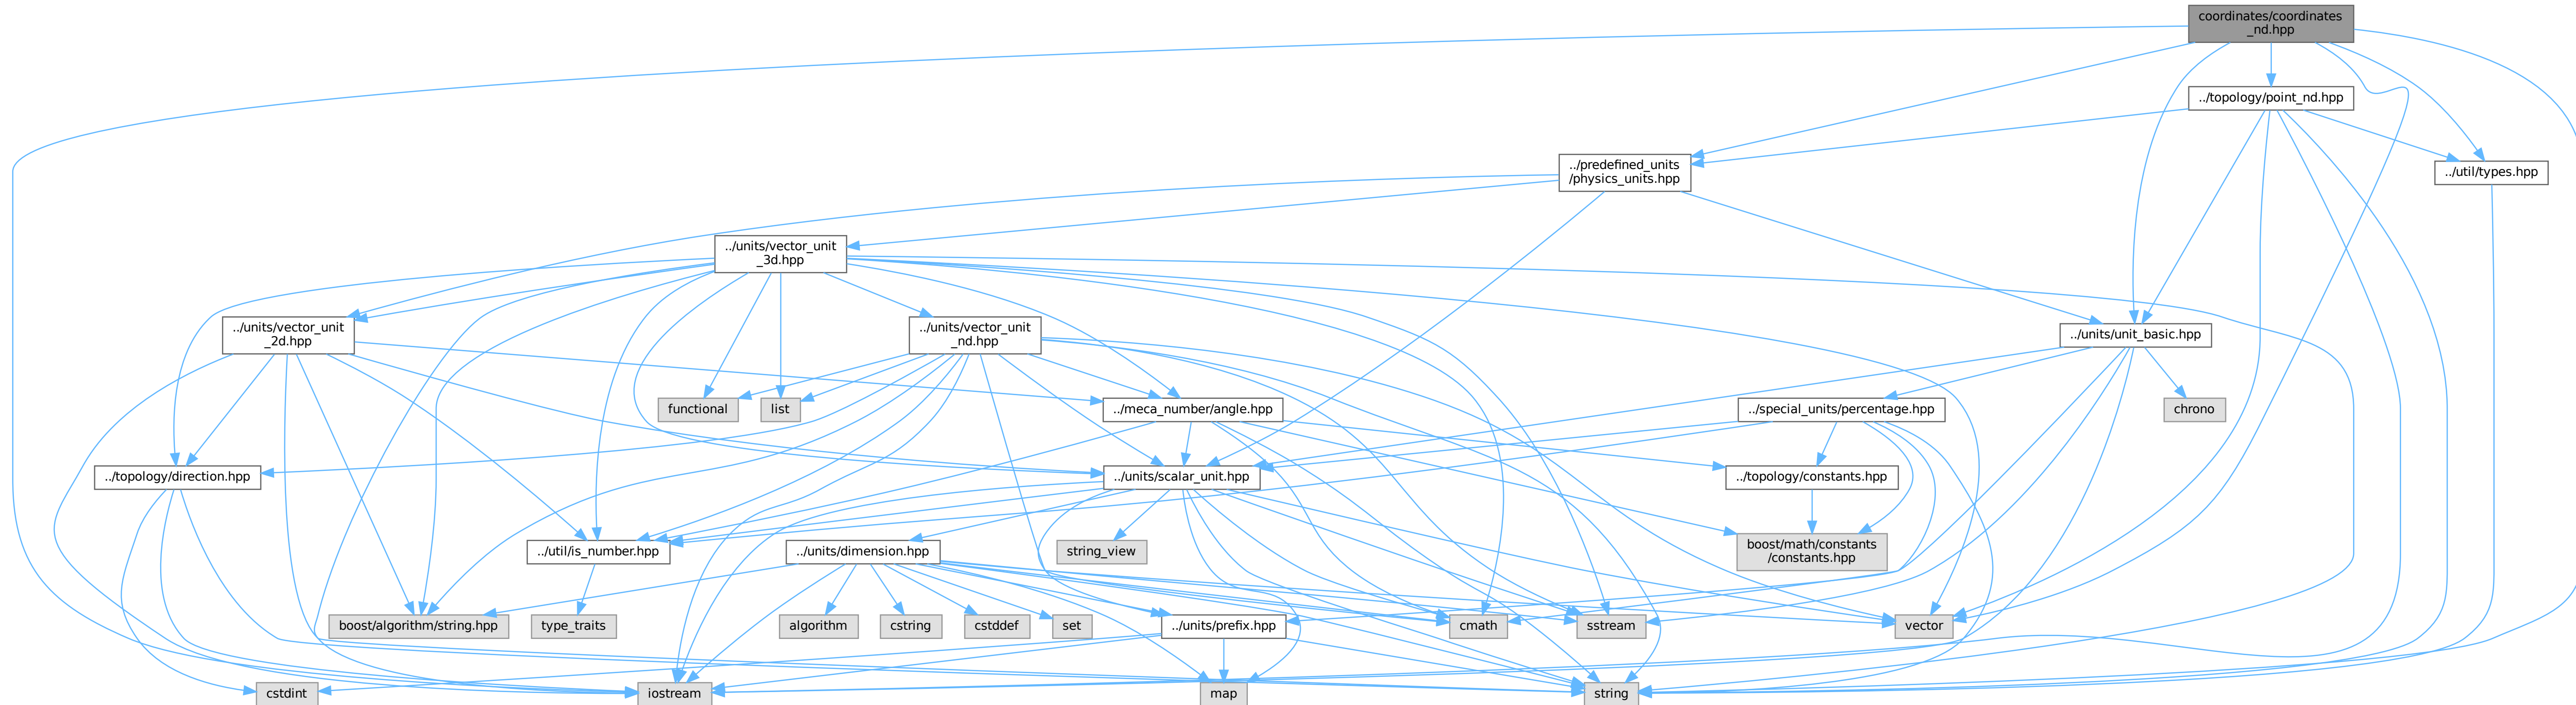 coordinates/coordinates
_nd.hpp
../topology/point_nd.hpp
../predefined_units
/physics_units.hpp
../util/types.hpp
../units/vector_unit
_3d.hpp
../units/vector_unit
_2d.hpp
../units/vector_unit
_nd.hpp
../units/unit_basic.hpp
functional
list
../meca_number/angle.hpp
../special_units/percentage.hpp
chrono
../topology/direction.hpp
../units/scalar_unit.hpp
../topology/constants.hpp
../util/is_number.hpp
../units/dimension.hpp
string_view
boost/math/constants
/constants.hpp
boost/algorithm/string.hpp
type_traits
algorithm
cstring
cstddef
set
../units/prefix.hpp
cmath
sstream
vector
cstdint
iostream
map
string